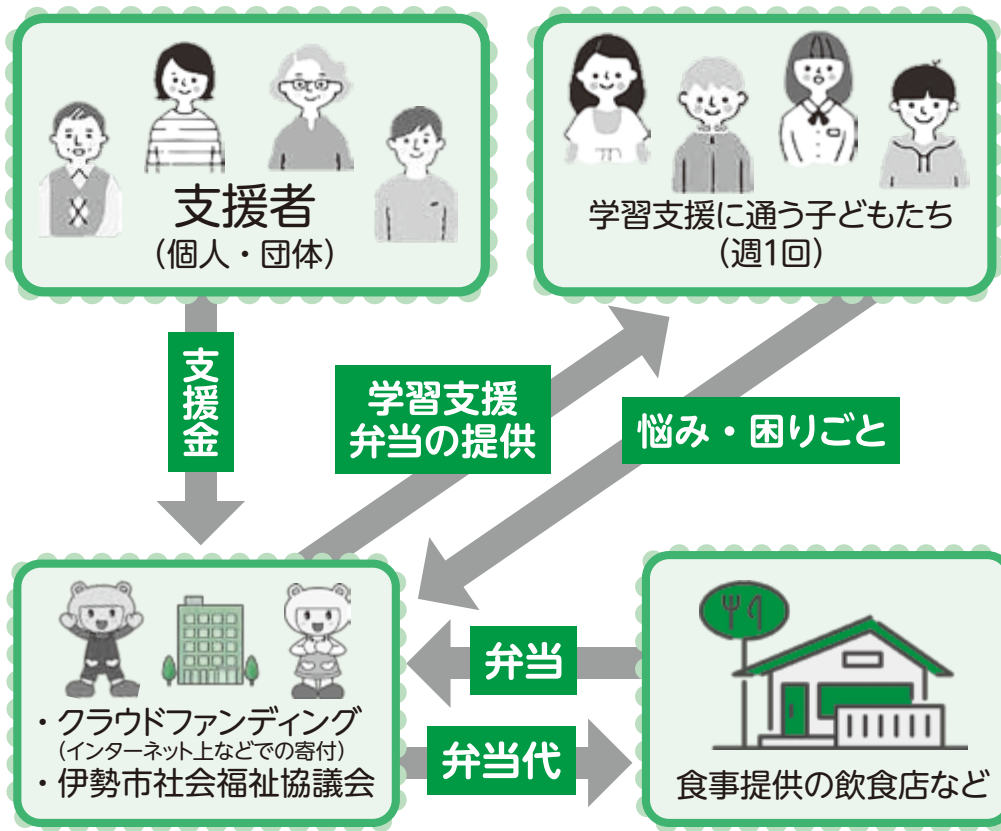 支援者
（個人・団体）
学習支援に通う子どもたち
（週1回）
支援金
学習支援
弁当の提供
悩み・困りごと
・クラウドファンディング
（インターネット上などでの寄付）
・伊勢市社会福祉協議会
弁当
弁当代
食事提供の飲食店など